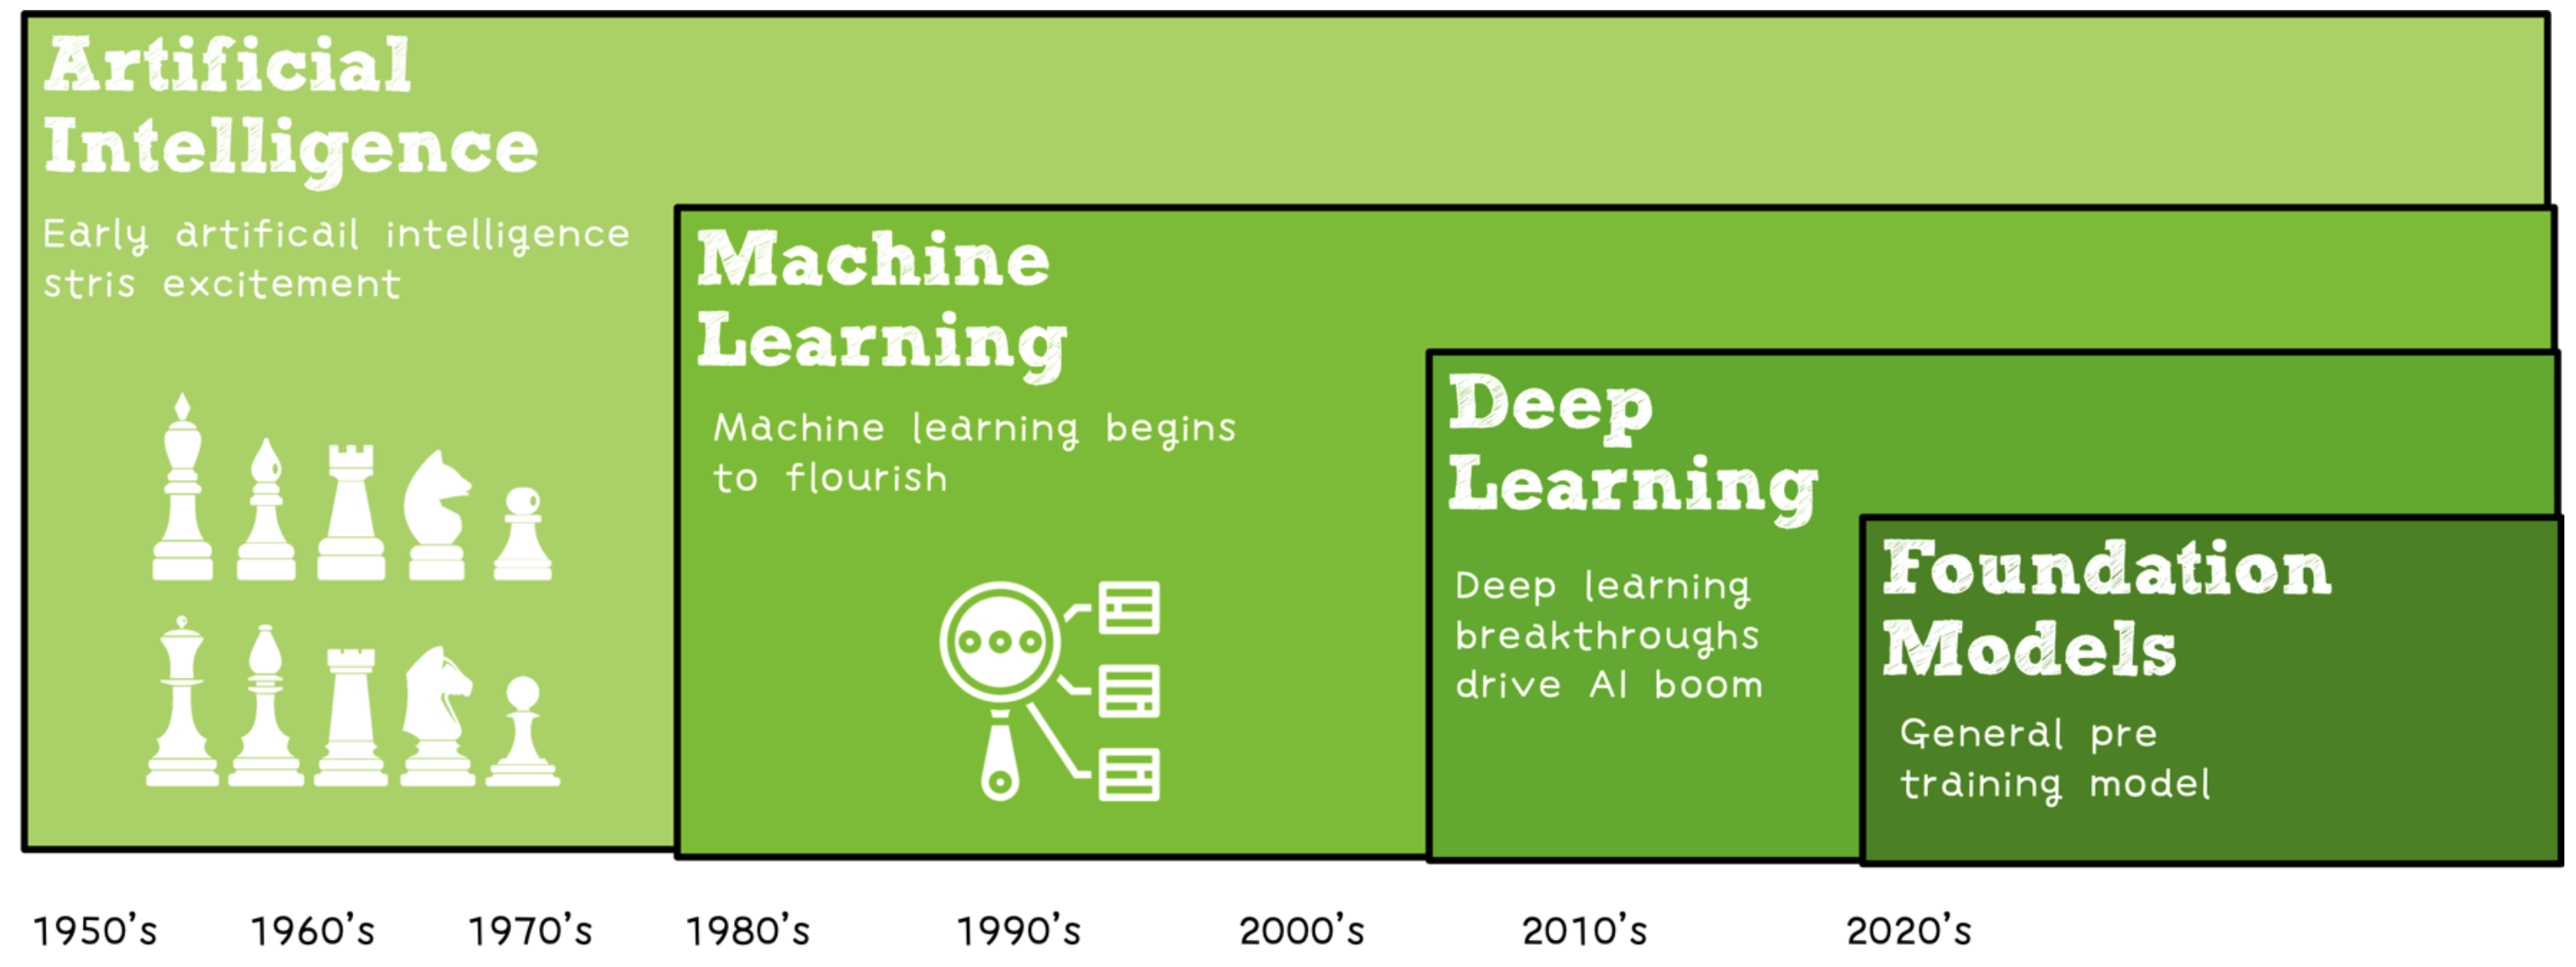 Artificial
Intelligence
Early artificail intelligence
stris excitement
Machine
Learning
Machine learning begins
to flourish
Deep
Learning
Deep learning
breakthroughs
drive AI boom
Foundation
Models
General pre
training model
1950's 1960's 1970's 1980's 1990's 2000's 2010's 2020's